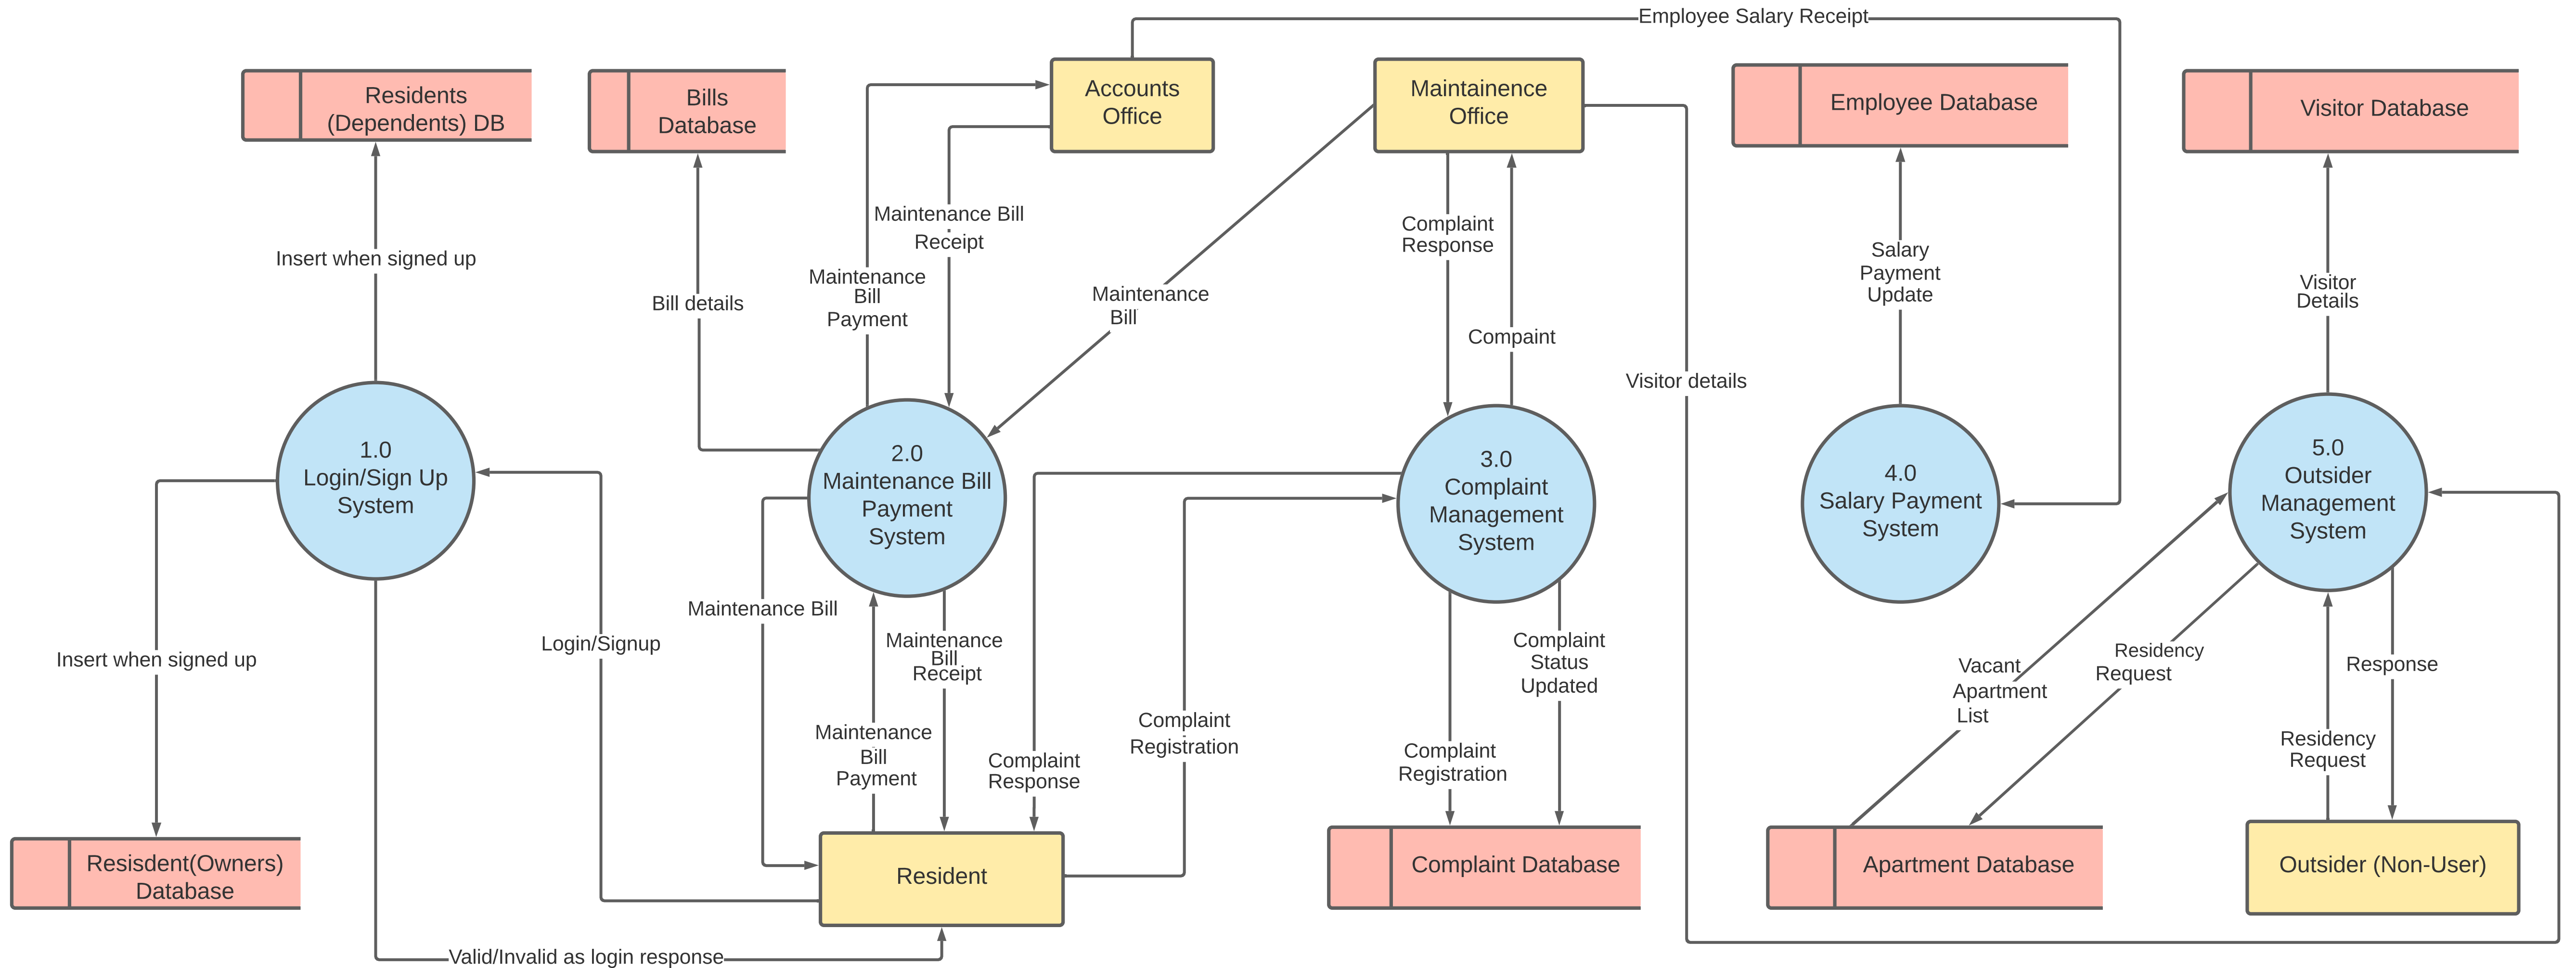 Employee Salary Receipt
Residents
(Dependents) DB
Bills
Database
Accounts
Office
Maintainence
Office
Employee Database
Visitor Database
Insert when signed up
Bill details
Maintenance
Bill
Payment
Maintenance Bill
Receipt
Maintenance
Bill
Complaint
Response
Compaint
Visitor details
Salary
Payment
Update
Visitor
Details
1.0
Login/Sign Up
System
2.0
Maintenance Bill
Payment
System
3.0
Complaint
Management
System
4.0
Salary Payment
System
5.0
Outsider
Management
System
Insert when signed up
Login/Signup
Maintenance Bill
Maintenance
Bill
Payment
Maintenance
Bill
Receipt
Complaint
Response
Complaint
Registration
Complaint
Registration
Complaint
Status
Updated
Vacant
Apartment
List
Residency
Request
Residency
Request
Response
Resisdent(Owners)
Database
Resident
Complaint Database
Apartment Database
Outsider (Non-User)
Valid/Invalid as login response